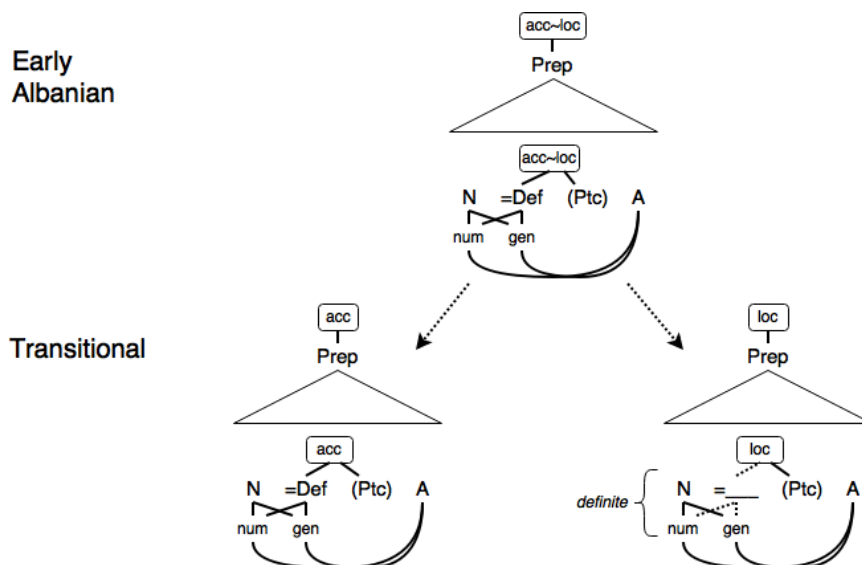 Early
Albanian
acc~loc
Prep
acc~loc
N =Def (Ptc) A
num gen
Transitional
acc
Prep
acc
N =Def (Ptc) A
num gen
loc
Prep
loc
definite
N =___ (Ptc) A
num gen